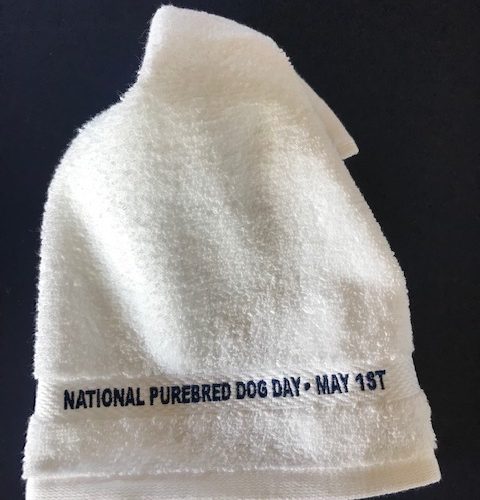 NATIONAL PUREBRED DOG DAY • MAY 1ST